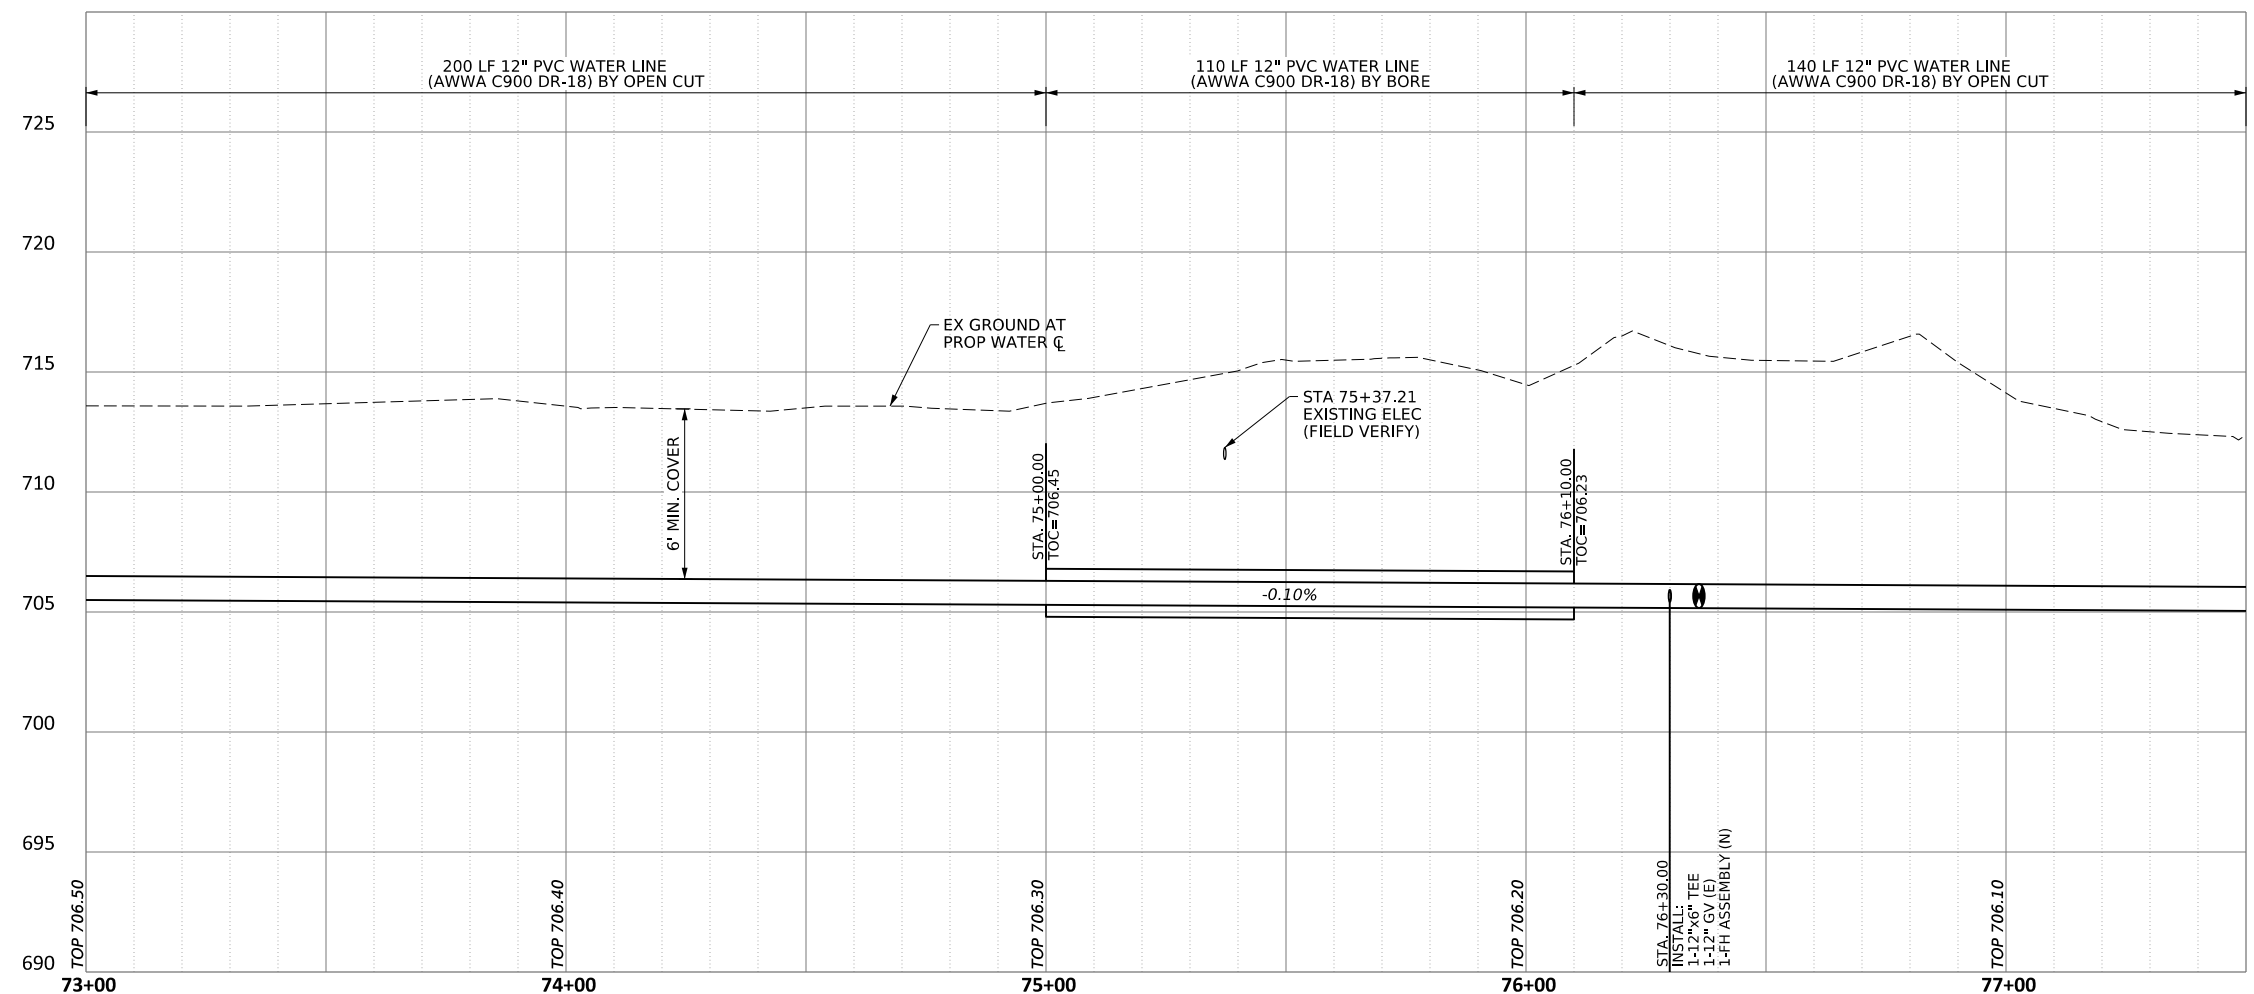 200 LF 12" PVC WATER LINE
(AWWA C900 DR-18) BY OPEN CUT
110 LF 12" PVC WATER LINE
(AWWA C900 DR-18) BY BORE
140 LF 12" PVC WATER LINE
(AWWA C900 DR-18) BY OPEN CUT
725
720
715
710
705
700
695
690
EX GROUND AT
PROP WATER ℄
STA 75+37.21
EXISTING ELEC
(FIELD VERIFY)
6' MIN. COVER
STA. 75+00.00
TOC=706.45
STA. 76+10.00
TOC=706.23
-0.10%
TOP 706.50
TOP 706.40
TOP 706.30
TOP 706.20
STA. 76+30.00
INSTALL:
1-12"x6" TEE
1-12" GV (E)
1-FH ASSEMBLY (N)
TOP 706.10
73+00
74+00
75+00
76+00
77+00